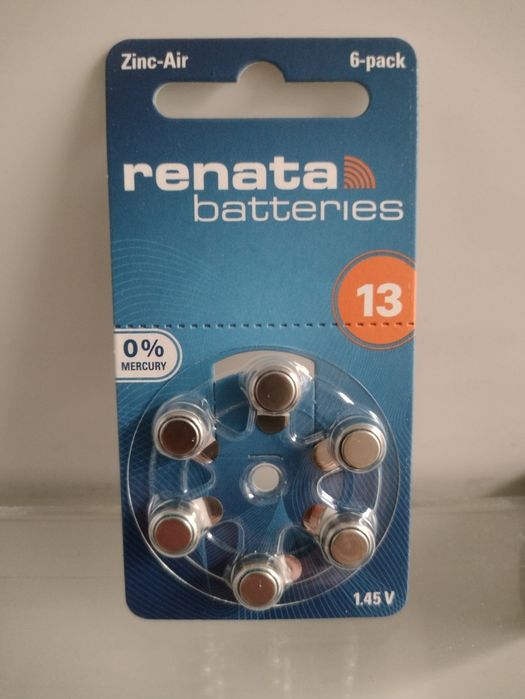 Zinc-Air 6-pack
renata
batteries
13
0%
MERCURY
1.45 V